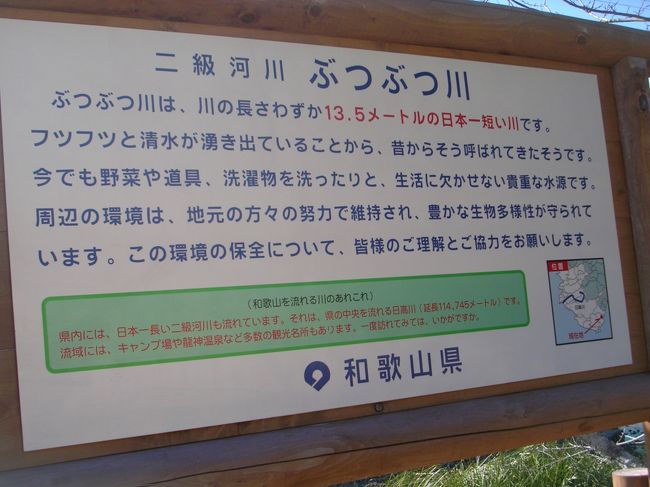 二級河川 ぶつぶつ川
ぶつぶつ川は、川の長さわずか13.5メートルの日本一短い川です。
フツフツと清水が湧き出ていることから、昔からそう呼ばれてきたそうです。
今でも野菜や道具、洗濯物を洗ったりと、生活に欠かせない貴重な水源です。
周辺の環境は、地元の方々の努力で維持され、豊かな生物多様性が守られて
います。この環境の保全について、皆様のご理解とご協力をお願いします。
(和歌山を流れる川のあれこれ)
県内には、日本一長い二級河川も流れています。それは、県の中央を流れる日高川(延長114,745メートル)です。
流域には、キャンプ場や龍神温泉など多数の観光名所もあります。一度訪れてみては、いかがですか。
位置
日高川
現在地
和歌山県